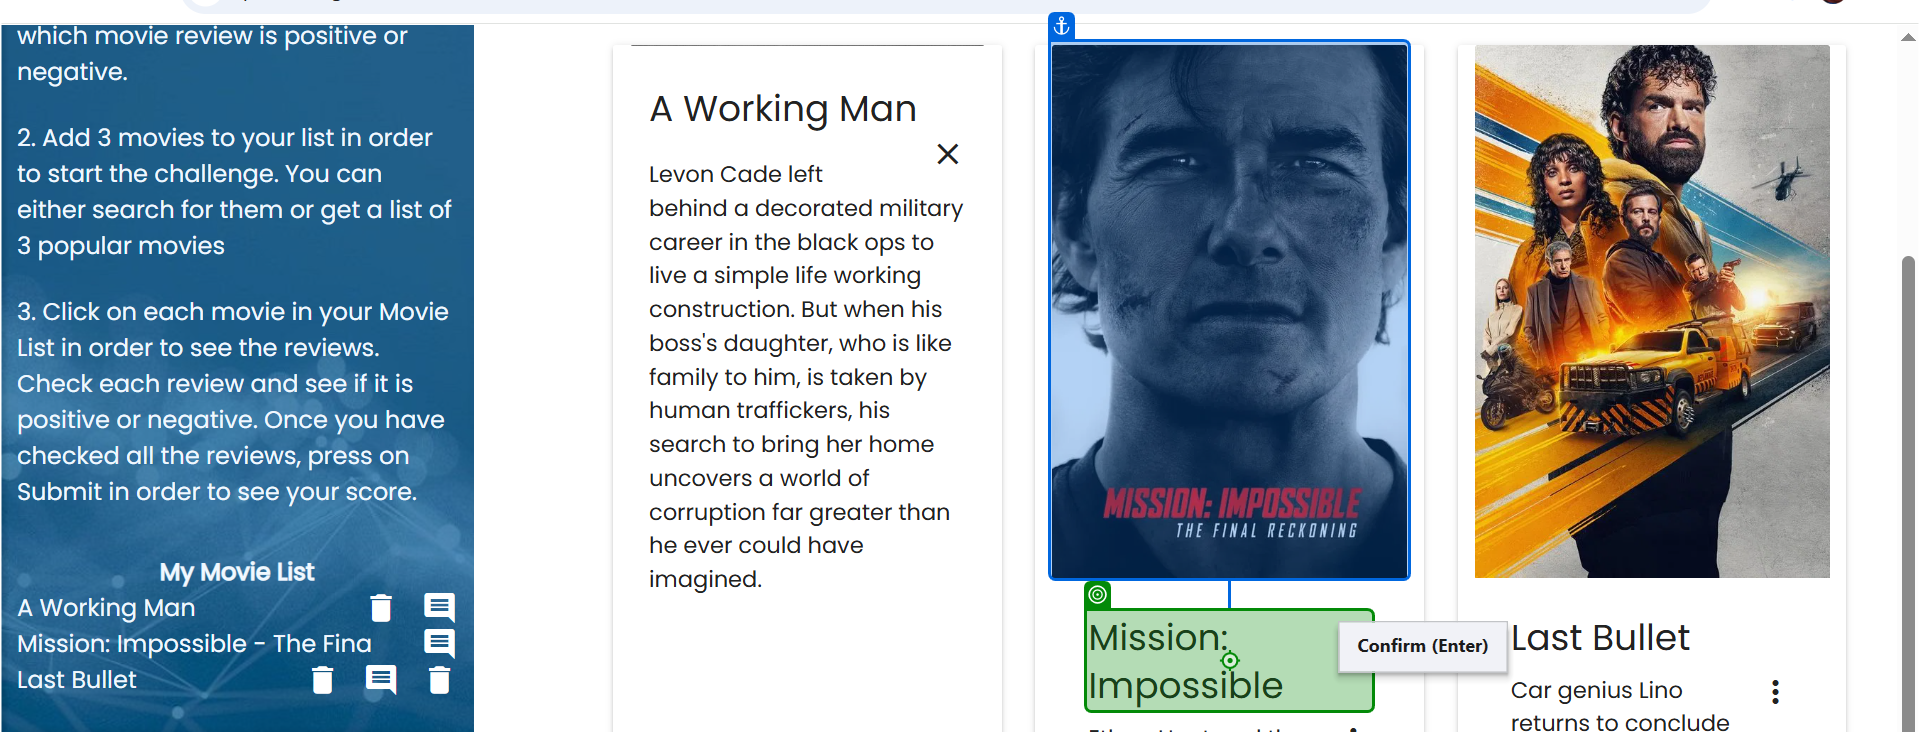 which movie review is positive or
negative.
2. Add 3 movies to your list in order
to start the challenge. You can
either search for them or get a list of
3 popular movies
3. Click on each movie in your Movie
List in order to see the reviews.
Check each review and see if it is
positive or negative. Once you have
checked all the reviews, press on
Submit in order to see your score.
My Movie List
A Working Man
Mission: Impossible - The Fina
Last Bullet
A Working Man
Levon Cade left
behind a decorated military
career in the black ops to
live a simple life working
construction. But when his
boss's daughter, who is like
family to him, is taken by
human traffickers, his
search to bring her home
uncovers a world of
corruption far greater than
he ever could have
imagined.
MISSION: IMPOSSIBLE
THE FINAL RECKONING
Mission:
Impossible
Confirm (Enter)
Last Bullet
Car genius Lino
returns to conclude